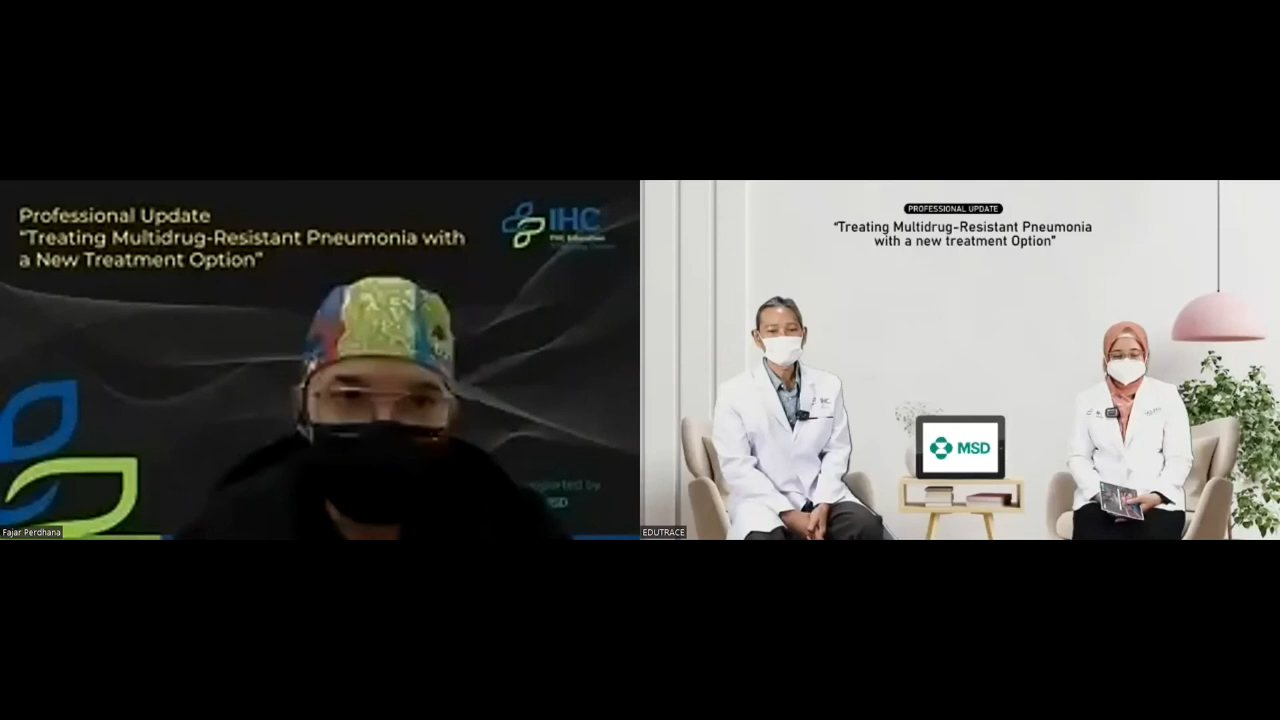 Professional Update
"Treating Multidrug-Resistant Pneumonia with
a New Treatment Option"
IHC
Fajar Perdhana
PROFESSIONAL UPDATE
"Treating Multidrug-Resistant Pneumonia
with a new treatment Option"
IHC
MSD
EDUTRACE